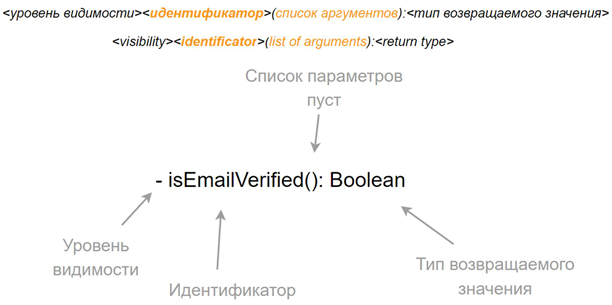 <уровень видимости><идентификатор>(список аргументов):<тип возвращаемого значения>
<visibility><identificator>(list of arguments):<return type>
Список параметров
пуст
- isEmailVerified(): Boolean
Уровень
видимости
Идентификатор
Тип возвращаемого
значения